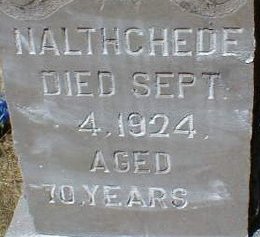 NALTHCHEDE
DIED SEPT.
4, 1924.
AGED
70, YEARS